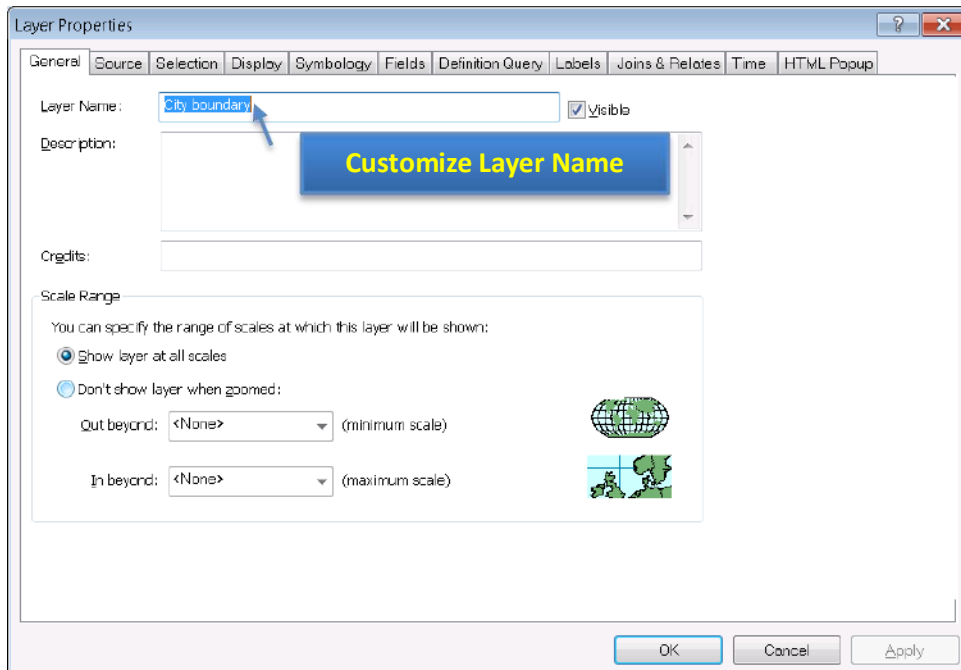 Layer Properties
General Source Selection Display Symbology Fields Definition Query Labels Joins & Relates Time HTML Popup
Layer Name: City boundary Visible
Description:
Customize Layer Name
Credits:
Scale Range
You can specify the range of scales at which this layer will be shown:
Show layer at all scales
Don't show layer when zoomed:
Out beyond: <None> (minimum scale)
In beyond: <None> (maximum scale)
OK Cancel Apply